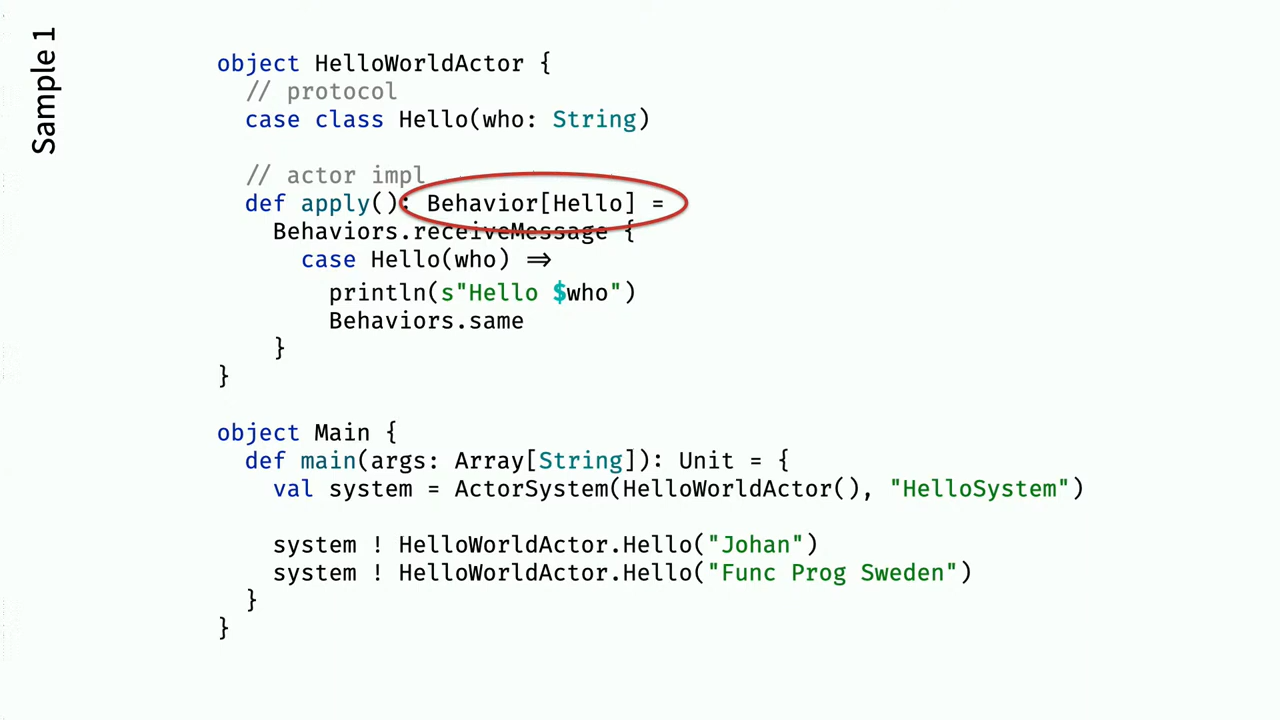 Sample 1
object HelloWorldActor {
// protocol
case class Hello(who: String)
// actor impl
def apply(): Behavior[Hello] =
Behaviors.receiveMessage {
case Hello(who) ⇒
println(s"Hello $who")
Behaviors.same
}
}
object Main {
def main(args: Array[String]): Unit = {
val system = ActorSystem(HelloWorldActor(), "HelloSystem")
system ! HelloWorldActor.Hello("Johan")
system ! HelloWorldActor.Hello("Func Prog Sweden")
}
}